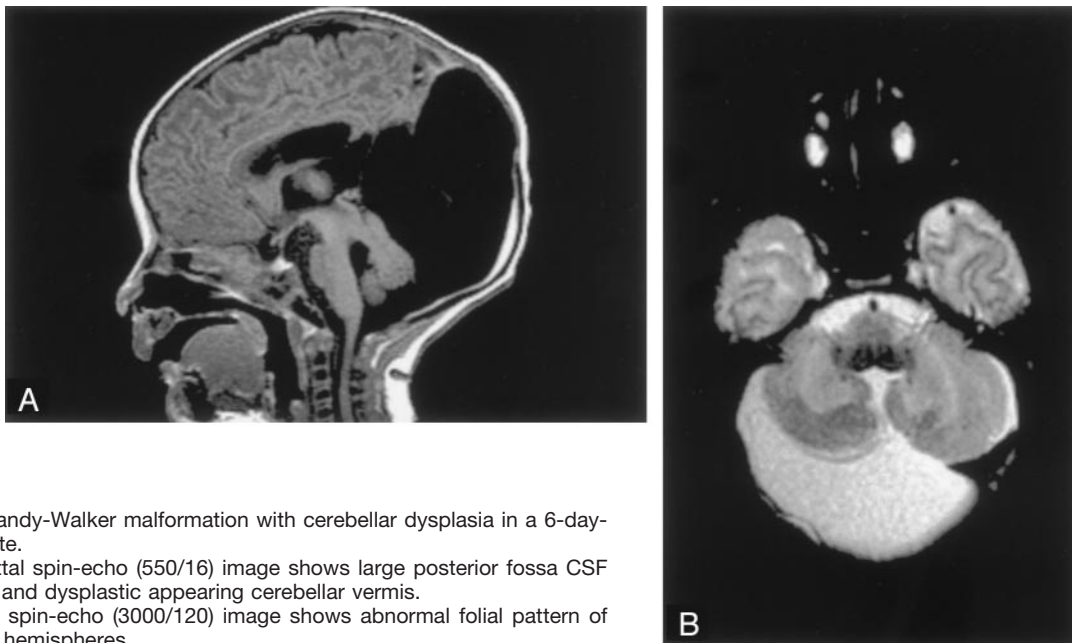 A
B
andy-Walker malformation with cerebellar dysplasia in a 6-day-
te.
ttal spin-echo (550/16) image shows large posterior fossa CSF
and dysplastic appearing cerebellar vermis.
spin-echo (3000/120) image shows abnormal folial pattern of
hemispheres.